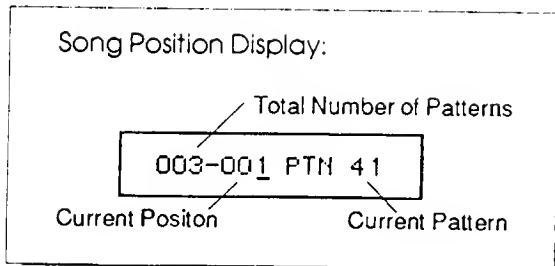 Song Position Display:
Total Number of Patterns
003-001 PTN 41
Current Positon
Current Pattern